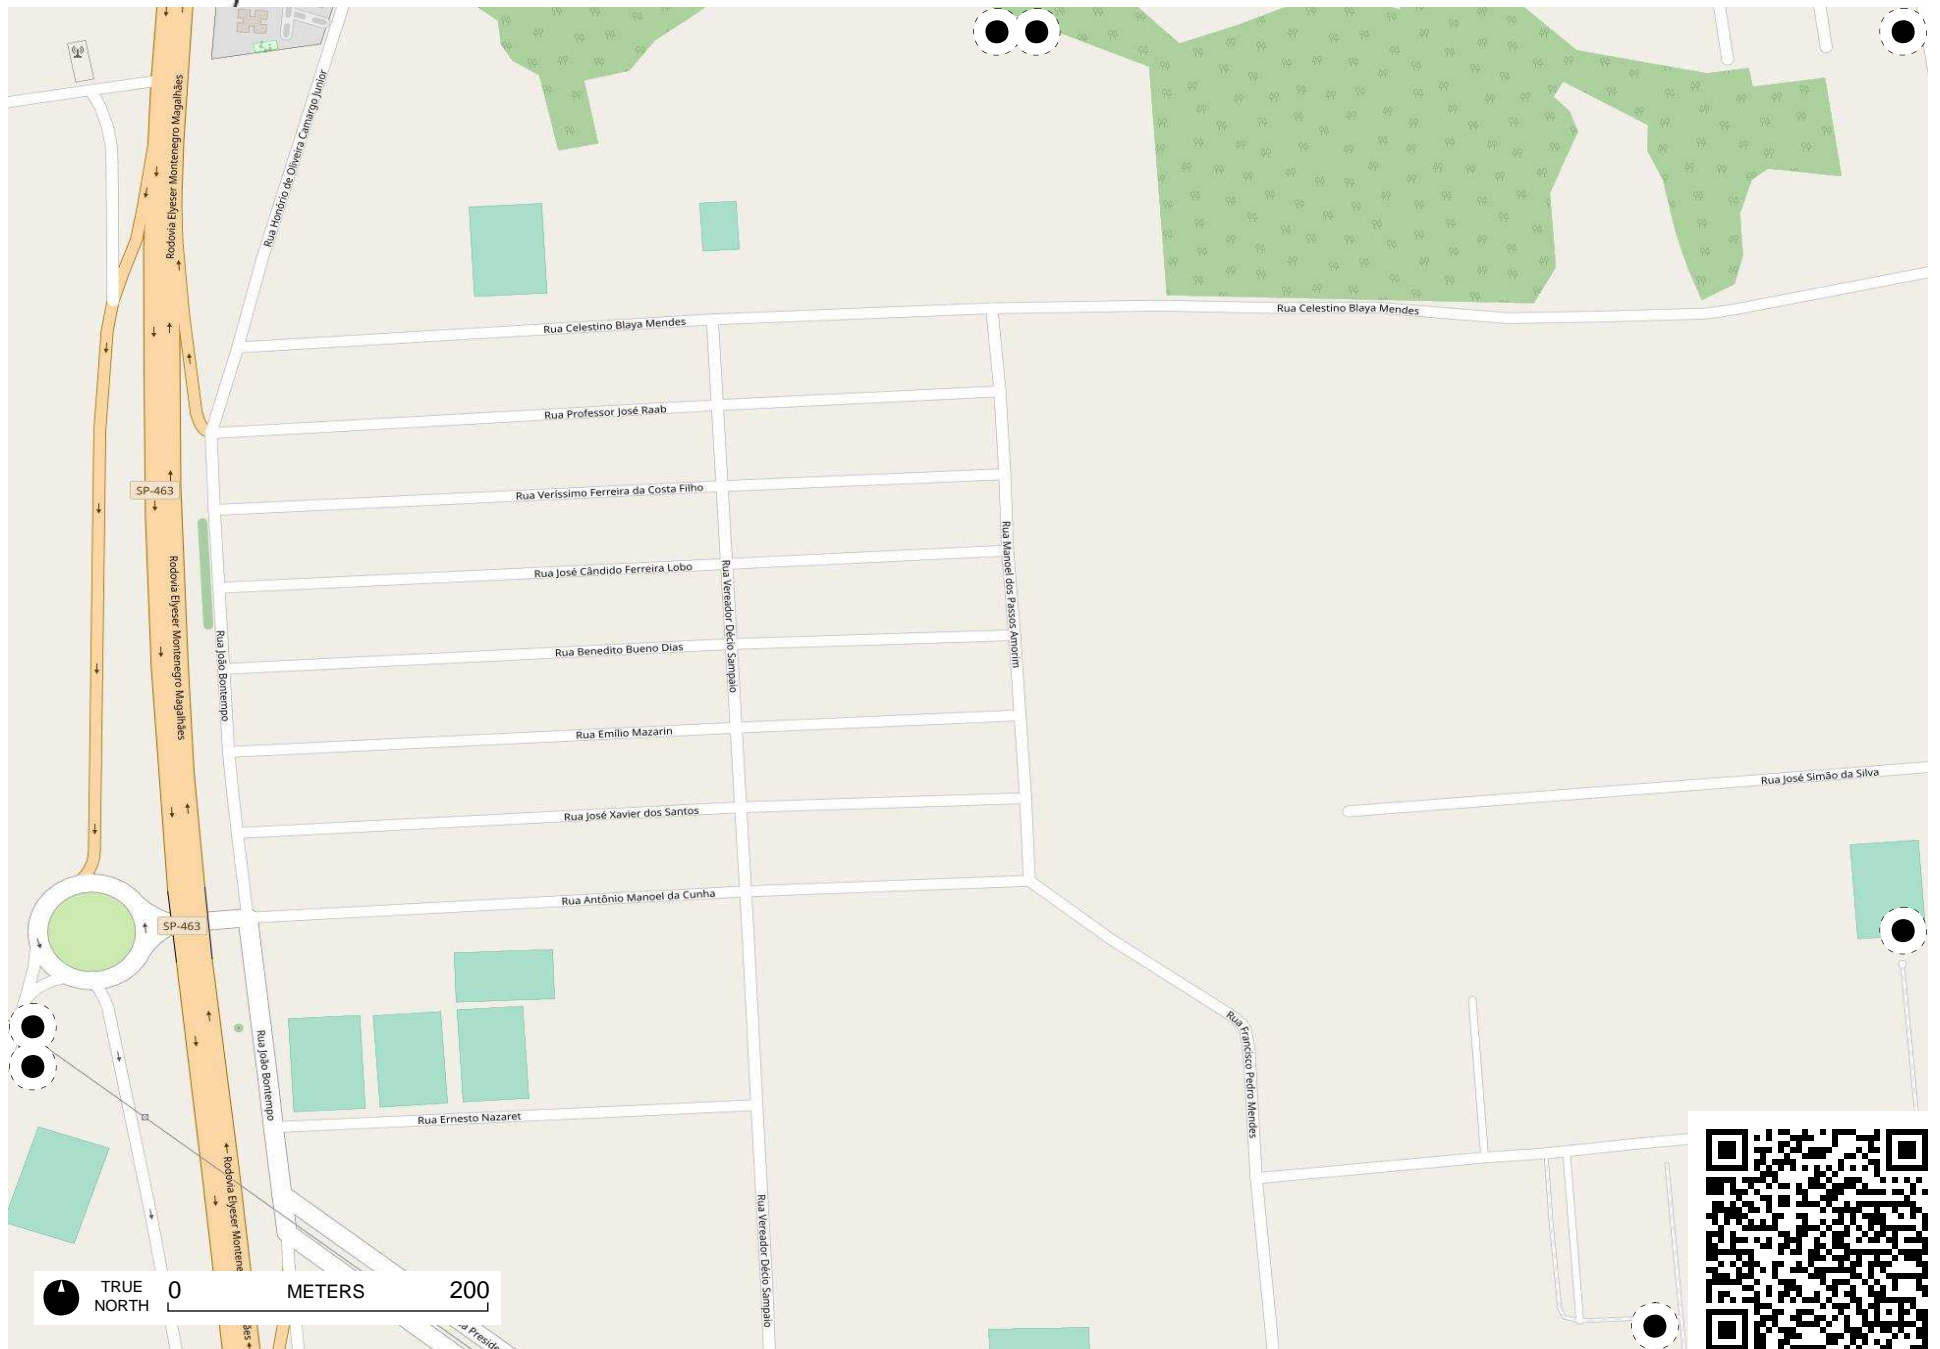 Rodovia Elyeser Montenegro Magalhães
Rua Honório de Oliveira Camargo Junior
Rua Celestino Blaya Mendes
Rua Celestino Blaya Mendes
Rua Professor José Raab
SP-463
Rua Veríssimo Ferreira da Costa Filho
Rua José Cândido Ferreira Lobo
Rodovia Elyeser Montenegro Magalhães
Rua João Bontempo
Rua Vereador Décio Sampaio
Rua Manoel dos Passos Amorim
Rua Benedito Bueno Dias
Rua Emílio Mazarin
Rua José Simão da Silva
Rua José Xavier dos Santos
Rua Antônio Manoel da Cunha
SP-463
Rua João Bontempo
Rua Francisco Pedro Mendes
Rua Ernesto Nazaret
Rodovia Elyeser Montene
ães
Rua Vereador Décio Sampaio
a Preside
TRUE
NORTH
0 METERS 200